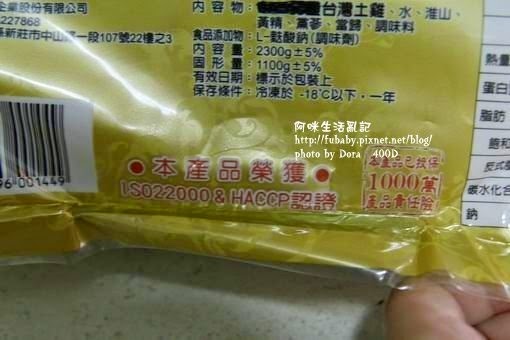 企業股份有限公司
227868
縣新莊市中山路一段107號22樓之3
台灣土雞、水、淮山、
黃精、黨蔘、當歸、調味料
食品添加物：L-麩酸鈉(調味劑)
內 容 量：2300g±5%
固 形 量：1100g±5%
有效日期：標示於包裝上
保存條件：冷凍於 -18℃以下，一年
熱量
蛋白
脂肪
飽和
反式
碳水化合
鈉
96 001449
阿咪生活亂記
http://fubaby.pixnet.net/blog/
photo by Dora 400D
●本產品榮獲●
ISO22000 & HACCP認證
本產品已投保
1000萬
產品責任險